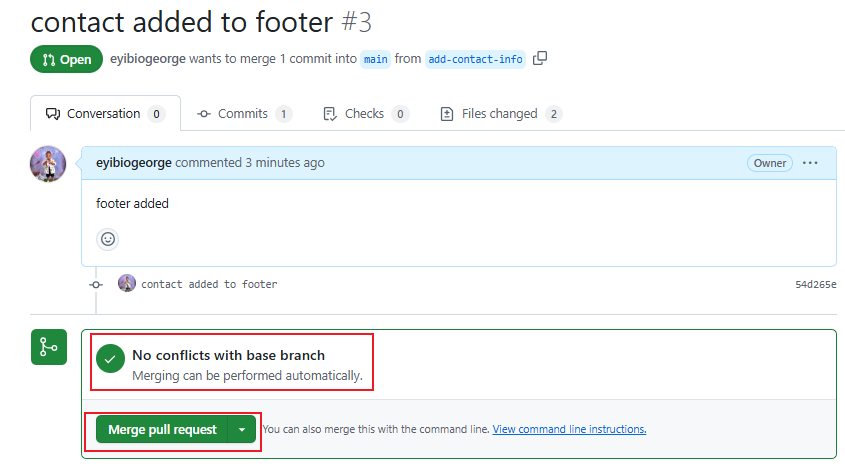 contact added to footer #3
Open eyibiogeorge wants to merge 1 commit into main from add-contact-info
Conversation 0 Commits 1 Checks 0 Files changed 2
eyibiogeorge commented 3 minutes ago Owner ...
footer added
contact added to footer 54d265e
No conflicts with base branch
Merging can be performed automatically.
Merge pull request You can also merge this with the command line. View command line instructions.